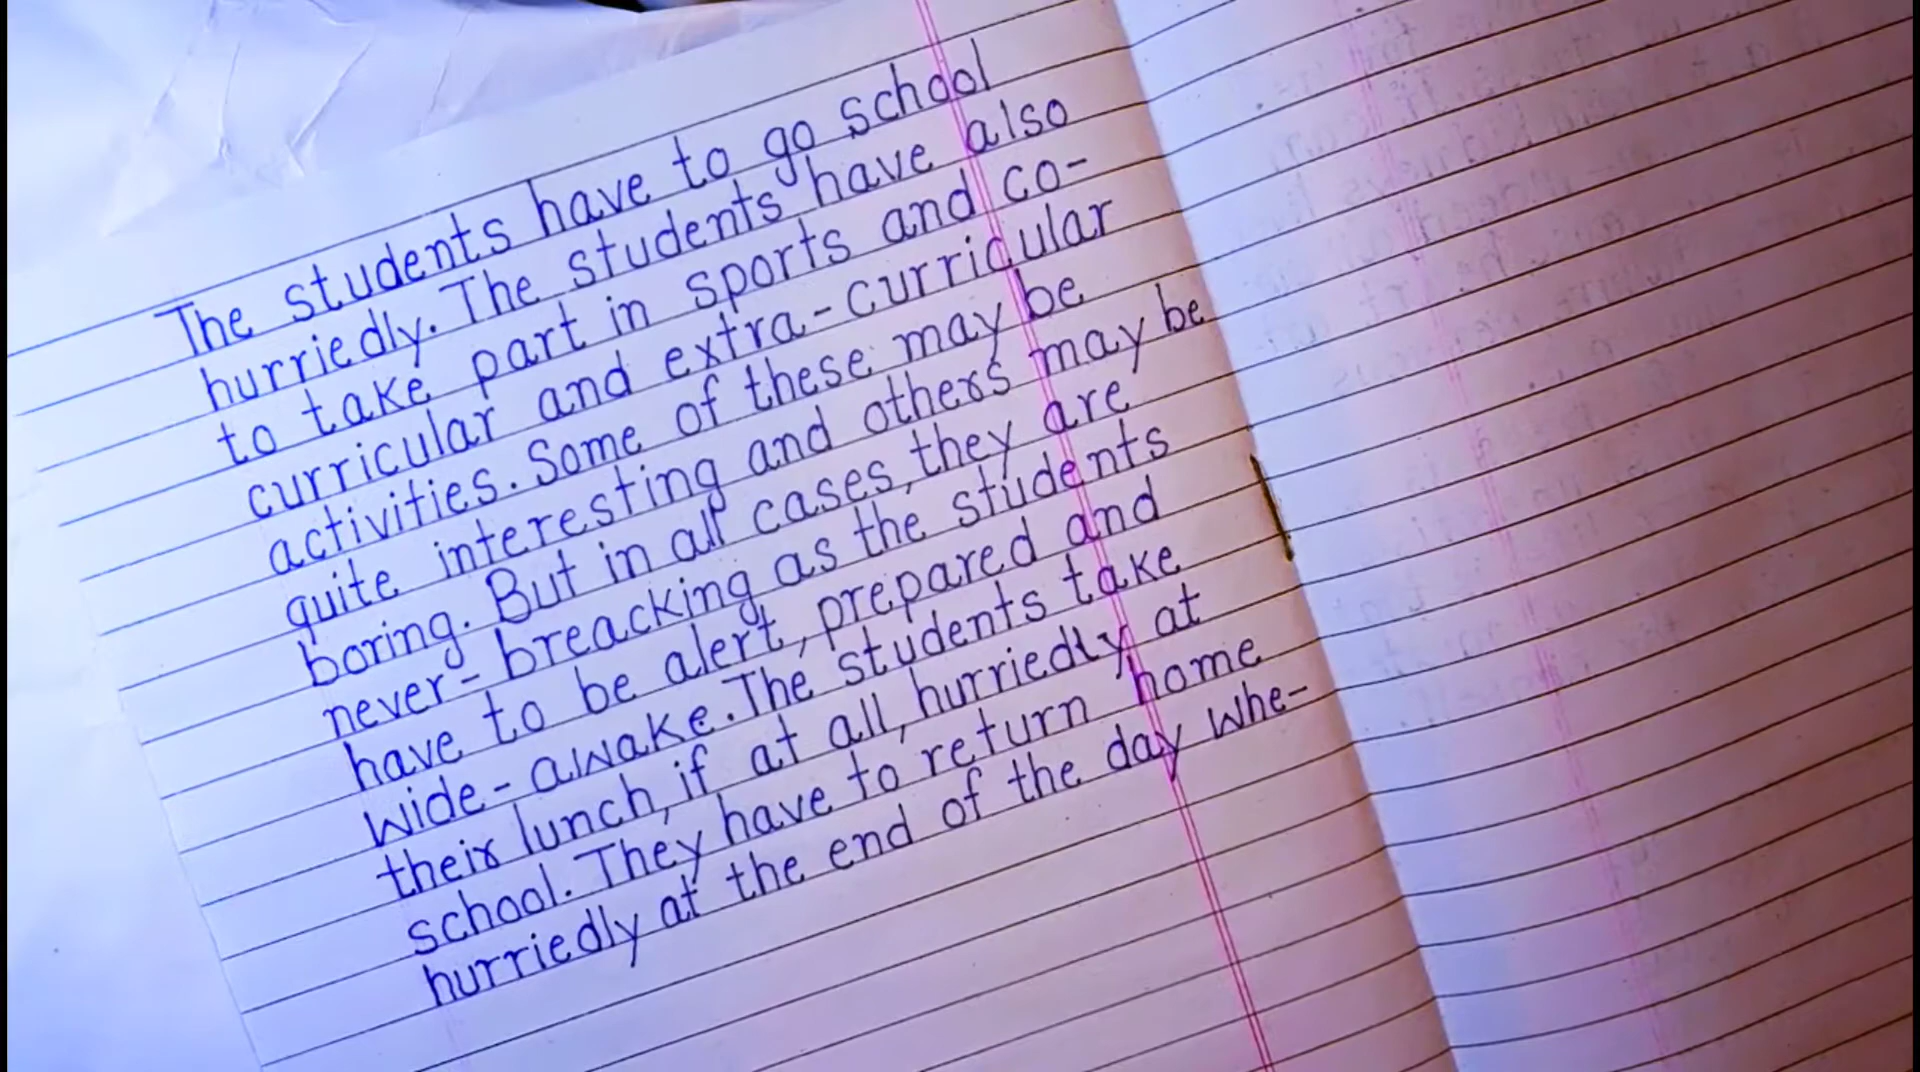 The students have to go school
hurriedly. The students have also
to take part in sports and co-
curricular and extra-curricular
activities. Some of these may be
quite interesting and others may be
boring. But in all cases, they are
never-breacking as the students
have to be alert, prepared and
wide-awake. The students take
their lunch, if at all, hurriedly at
school. They have to return home
hurriedly at the end of the day whe-